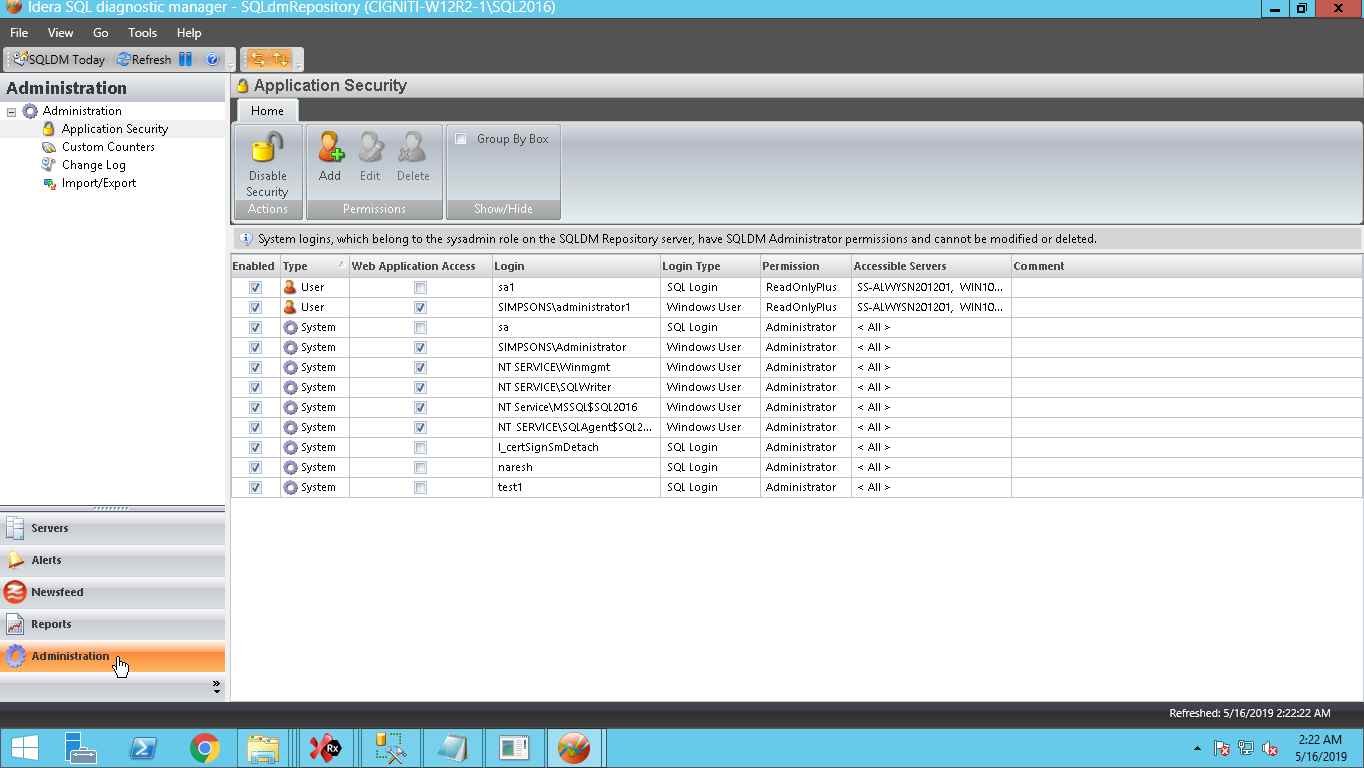 Idera SQL diagnostic manager - SQLdmRepository (CIGNITI-W12R2-1\SQL2016)
File View Go Tools Help
SQLDM Today Refresh
Administration
Administration
Application Security
Custom Counters
Change Log
Import/Export
Servers
Alerts
Newsfeed
Reports
Administration
Application Security
Home
Disable Security
Actions
Add Edit Delete
Permissions
Group By Box
Show/Hide
System logins, which belong to the sysadmin role on the SQLDM Repository server, have SQLDM Administrator permissions and cannot be modified or deleted.
Enabled Type Web Application Access Login Login Type Permission Accessible Servers Comment
User sa1 SQL Login ReadOnlyPlus SS-ALWYSN201201, WIN10...
User SIMPSONS\administrator1 Windows User ReadOnlyPlus SS-ALWYSN201201, WIN10...
System sa SQL Login Administrator < All >
System SIMPSONS\Administrator Windows User Administrator < All >
System NT SERVICE\Winmgmt Windows User Administrator < All >
System NT SERVICE\SQLWriter Windows User Administrator < All >
System NT Service\MSSQL$SQL2016 Windows User Administrator < All >
System NT SERVICE\SQLAgent$SQL2... Windows User Administrator < All >
System l_certSignSmDetach SQL Login Administrator < All >
System naresh SQL Login Administrator < All >
System test1 SQL Login Administrator < All >
Refreshed: 5/16/2019 2:22:22 AM
Rx
2:22 AM
5/16/2019